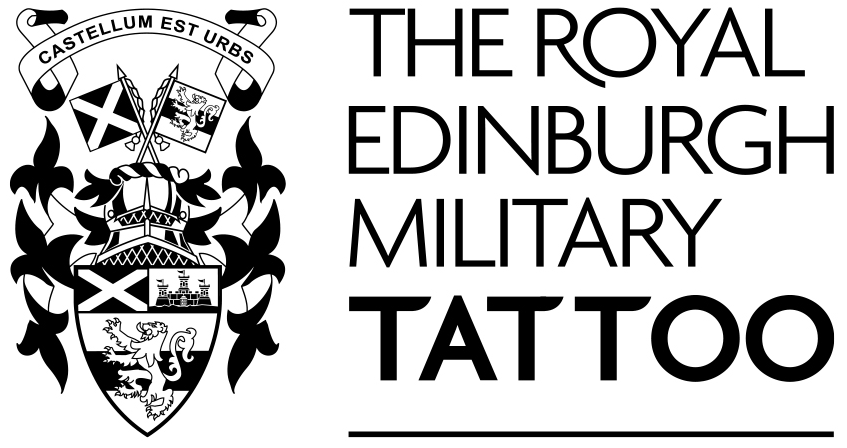 CASTELLUM EST URBS
THE ROYAL
EDINBURGH
MILITARY
TATTOO